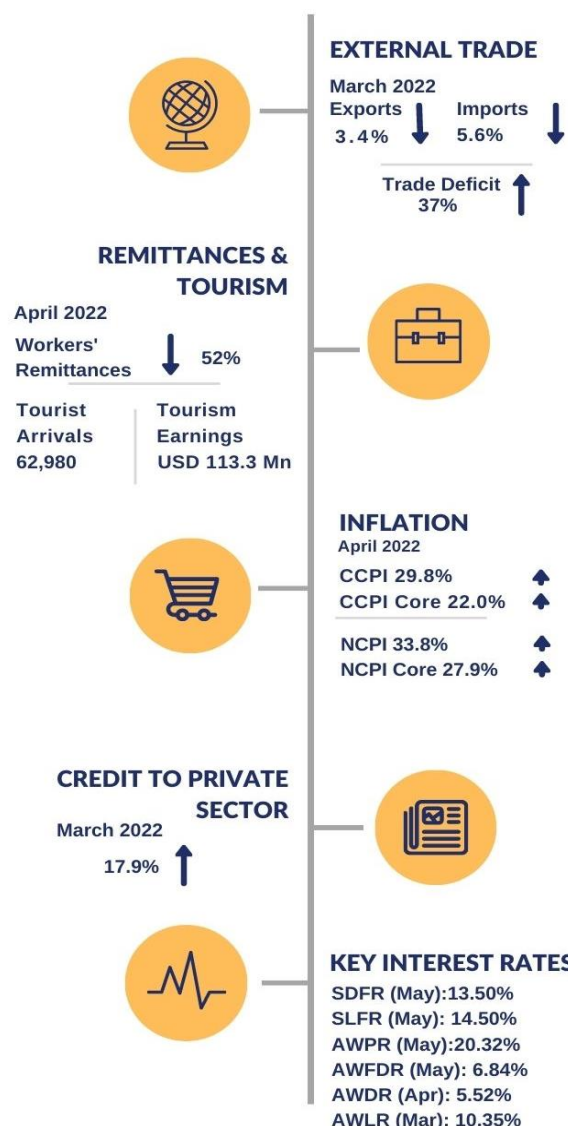 EXTERNAL TRADE
March 2022
Exports Imports
3.4% 5.6%
Trade Deficit
37%
REMITTANCES &
TOURISM
April 2022
Workers'
Remittances
52%
Tourist
Arrivals
62,980
Tourism
Earnings
USD 113.3 Mn
INFLATION
April 2022
CCPI 29.8%
CCPI Core 22.0%
NCPI 33.8%
NCPI Core 27.9%
CREDIT TO PRIVATE
SECTOR
March 2022
17.9%
KEY INTEREST RATES
SDFR (May):13.50%
SLFR (May): 14.50%
AWPR (May):20.32%
AWFDR (May): 6.84%
AWDR (Apr): 5.52%
AWLR (Mar): 10.35%